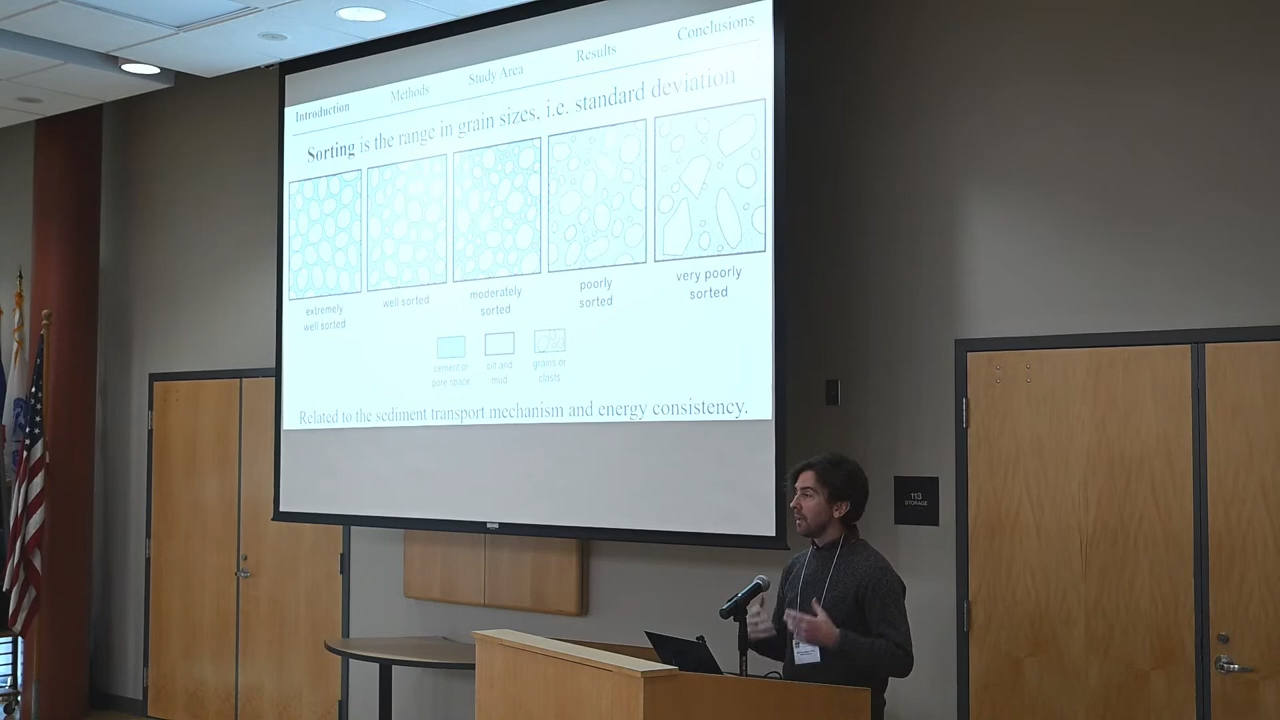 Introduction Methods Study Area Results Conclusions
Sorting is the range in grain sizes, i.e. standard deviation
extremely
well sorted
well sorted
moderately
sorted
poorly
sorted
very poorly
sorted
cement or
pore space
silt and
mud
grains or
clasts
Related to the sediment transport mechanism and energy consistency.
113
STORAGE